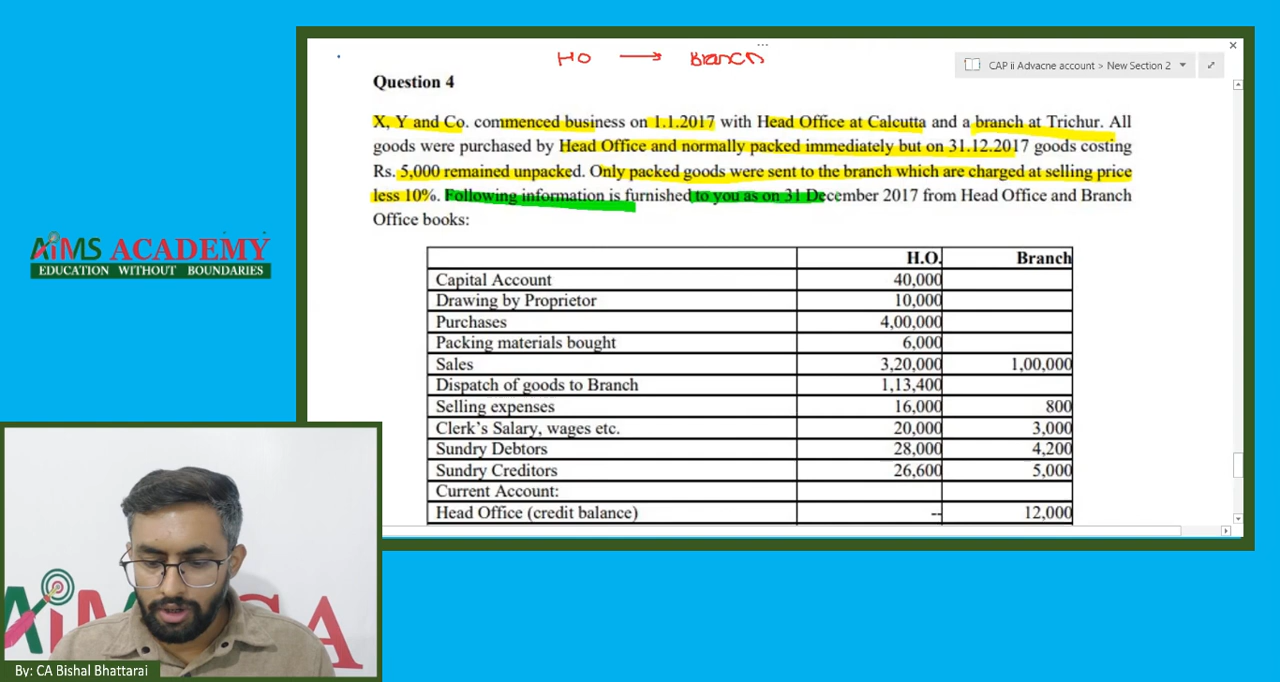 HO → Branch
CAP ii Advacne account > New Section 2
Question 4
X, Y and Co. commenced business on 1.1.2017 with Head Office at Calcutta and a branch at Trichur. All
goods were purchased by Head Office and normally packed immediately but on 31.12.2017 goods costing
Rs. 5,000 remained unpacked. Only packed goods were sent to the branch which are charged at selling price
less 10%. Following information is furnished to you as on 31 December 2017 from Head Office and Branch
Office books:
H.O. Branch
Capital Account 40,000
Drawing by Proprietor 10,000
Purchases 4,00,000
Packing materials bought 6,000
Sales 3,20,000 1,00,000
Dispatch of goods to Branch 1,13,400
Selling expenses 16,000 800
Clerk's Salary, wages etc. 20,000 3,000
Sundry Debtors 28,000 4,200
Sundry Creditors 26,600 5,000
Current Account:
Head Office (credit balance) -- 12,000
AIMS ACADEMY
EDUCATION WITHOUT BOUNDARIES
AIM CA
By: CA Bishal Bhattarai